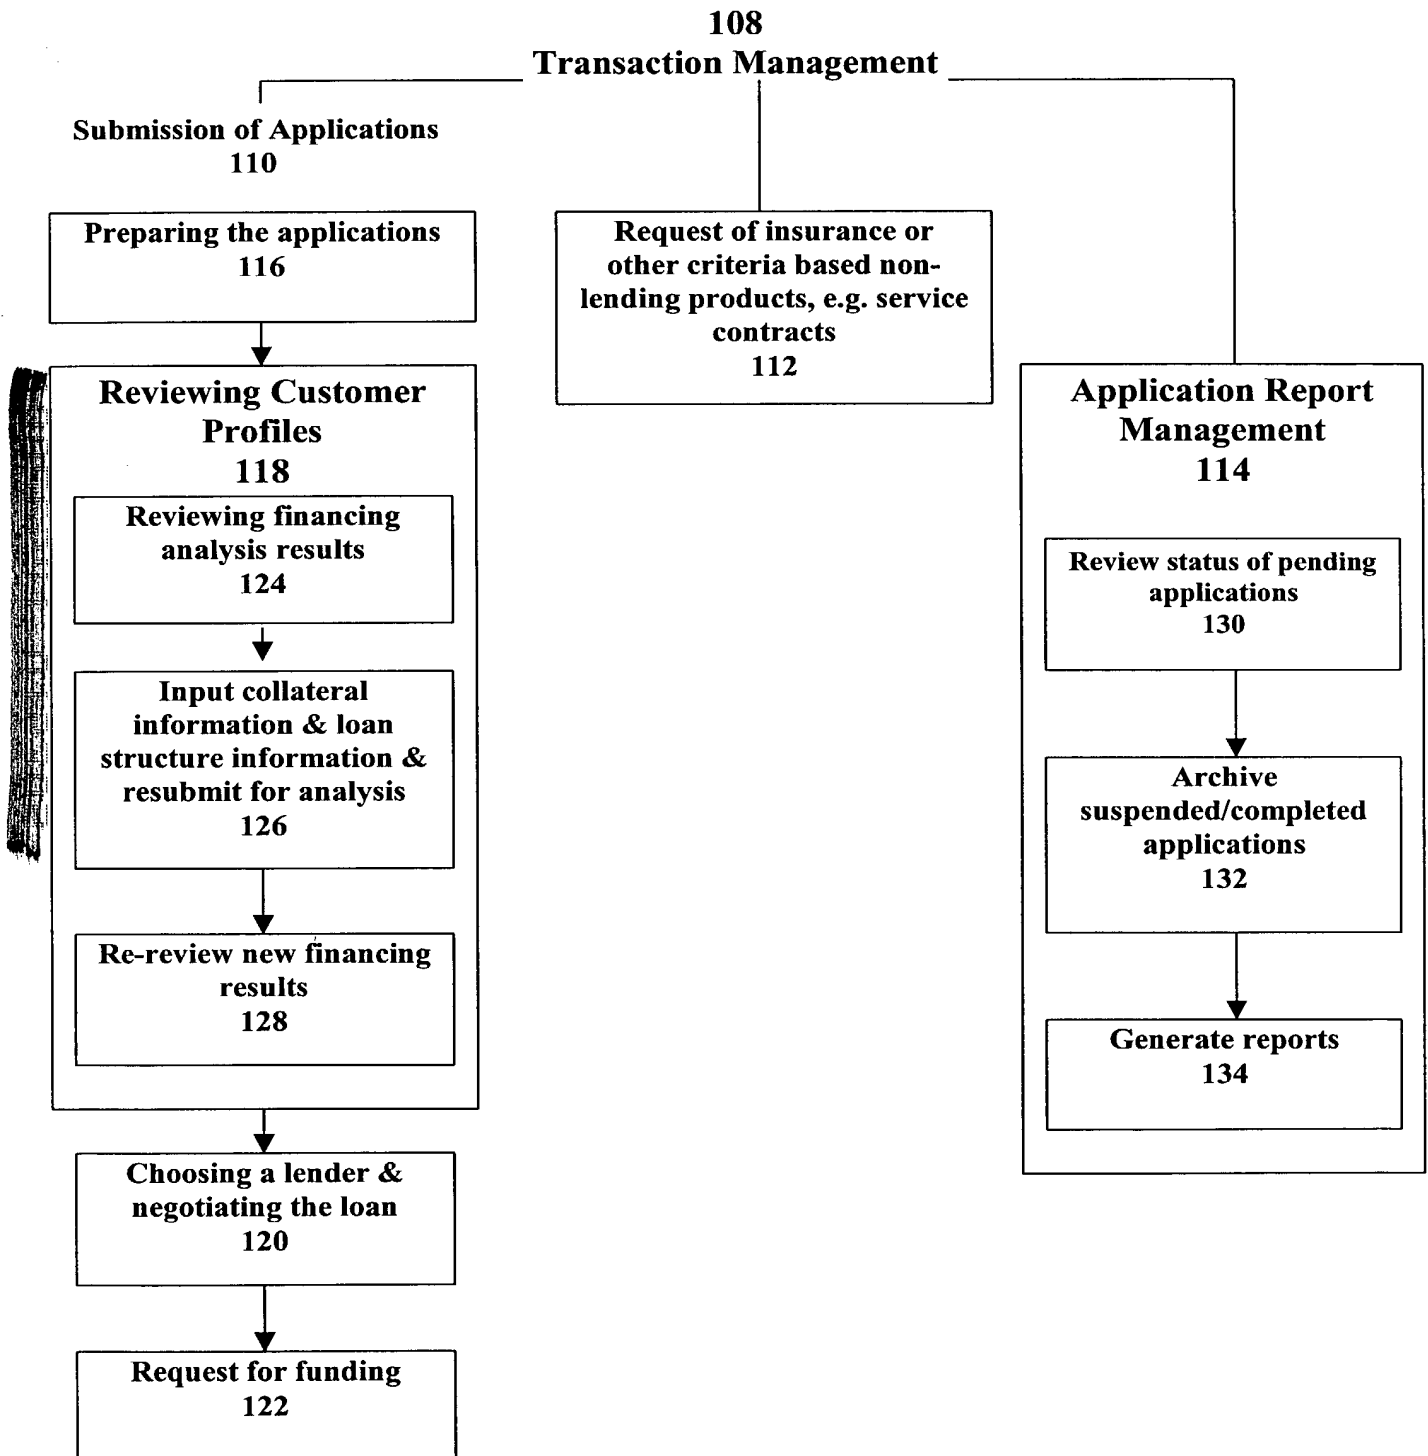 108
Transaction Management
Submission of Applications
110
Preparing the applications
116
Reviewing Customer
Profiles
118
Reviewing financing
analysis results
124
Input collateral
information & loan
structure information &
resubmit for analysis
126
Re-review new financing
results
128
Choosing a lender &
negotiating the loan
120
Request for funding
122
Request of insurance or
other criteria based non-
lending products, e.g. service
contracts
112
Application Report
Management
114
Review status of pending
applications
130
Archive
suspended/completed
applications
132
Generate reports
134